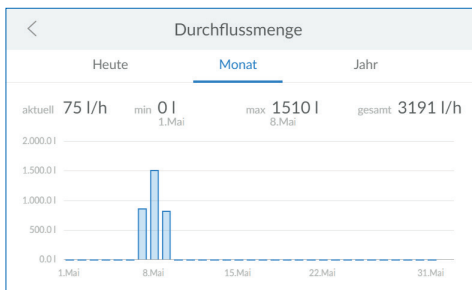 Durchflussmenge
Heute Monat Jahr
aktuell 75 l/h min 0 l max 1510 l gesamt 3191 l/h
1.Mai 8.Mai
2.000.0 l
1.500.0 l
1.000.0 l
500.0 l
0.0 l
1.Mai 8.Mai 15.Mai 22.Mai 31.Mai